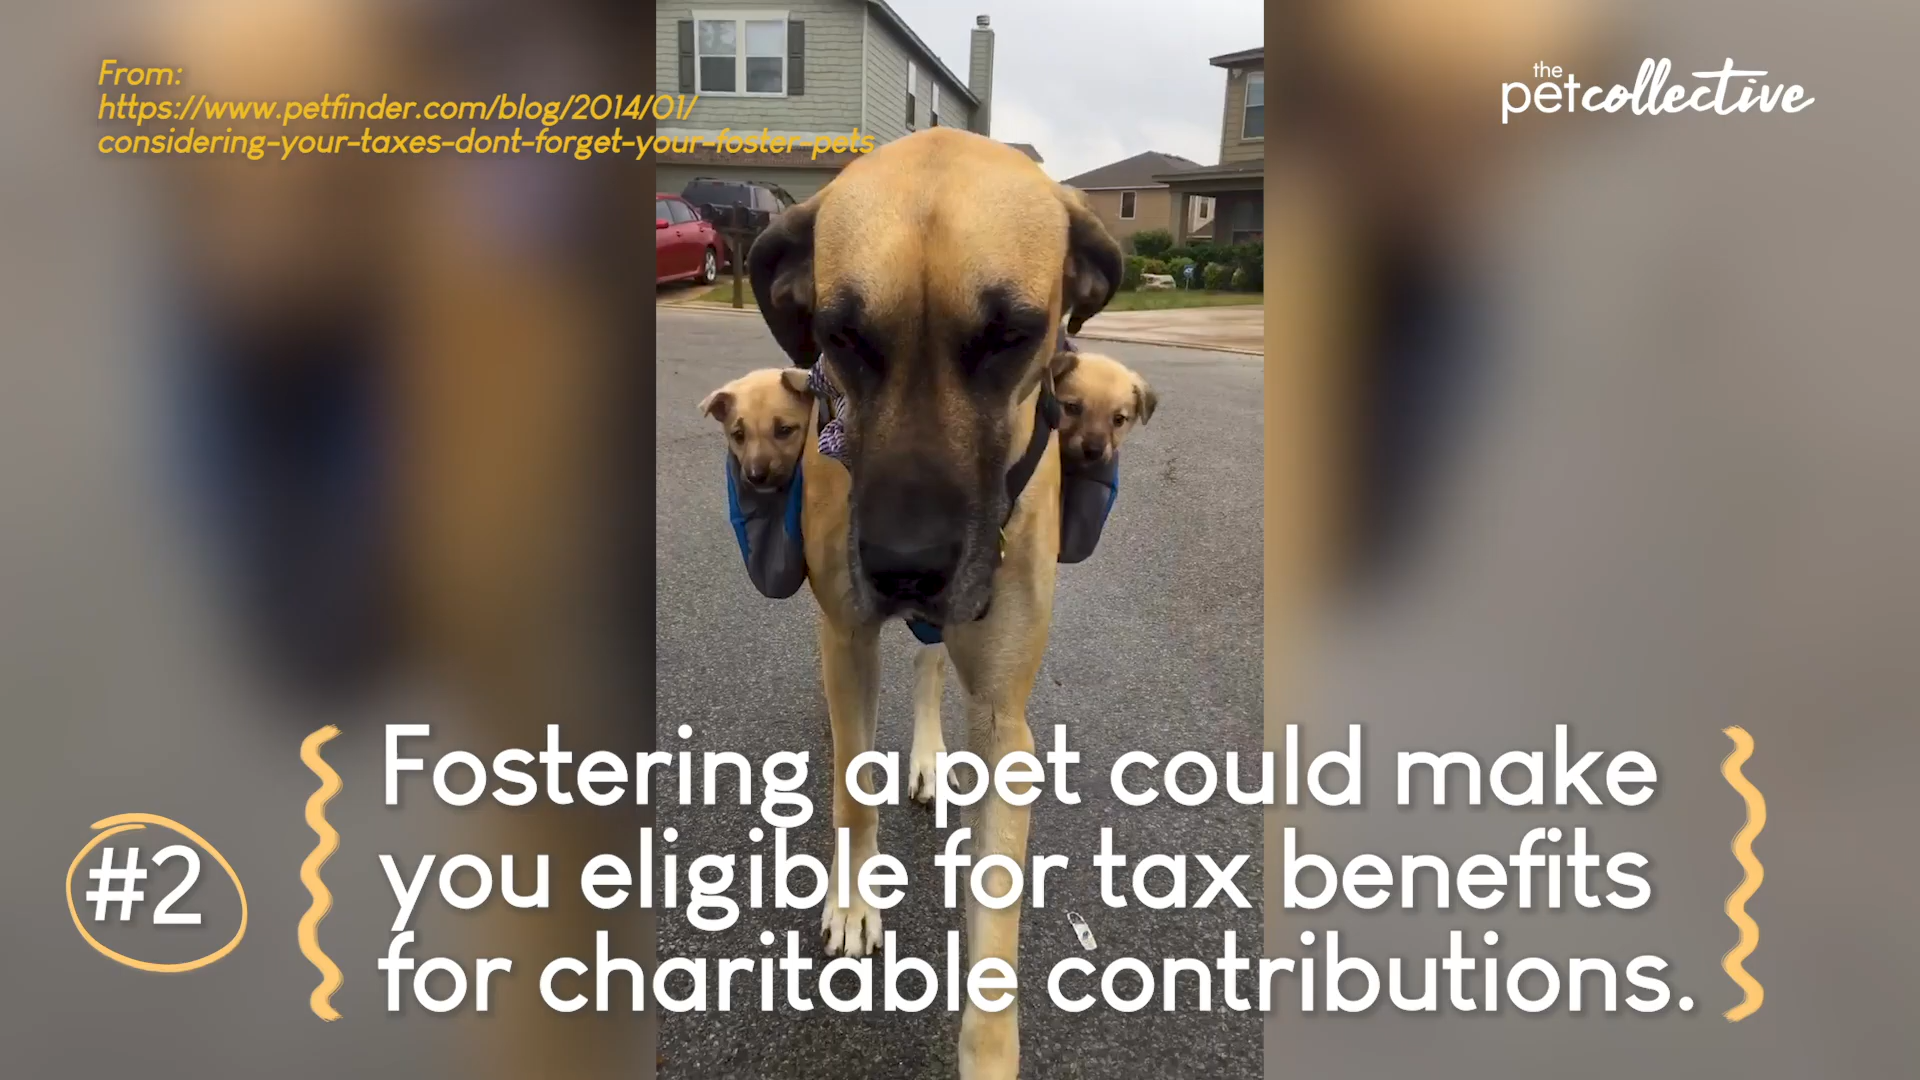 From:
https://www.petfinder.com/blog/2014/01/
considering-your-taxes-dont-forget-your-foster-pets
the
petcollective
#2
Fostering a pet could make
you eligible for tax benefits
for charitable contributions.